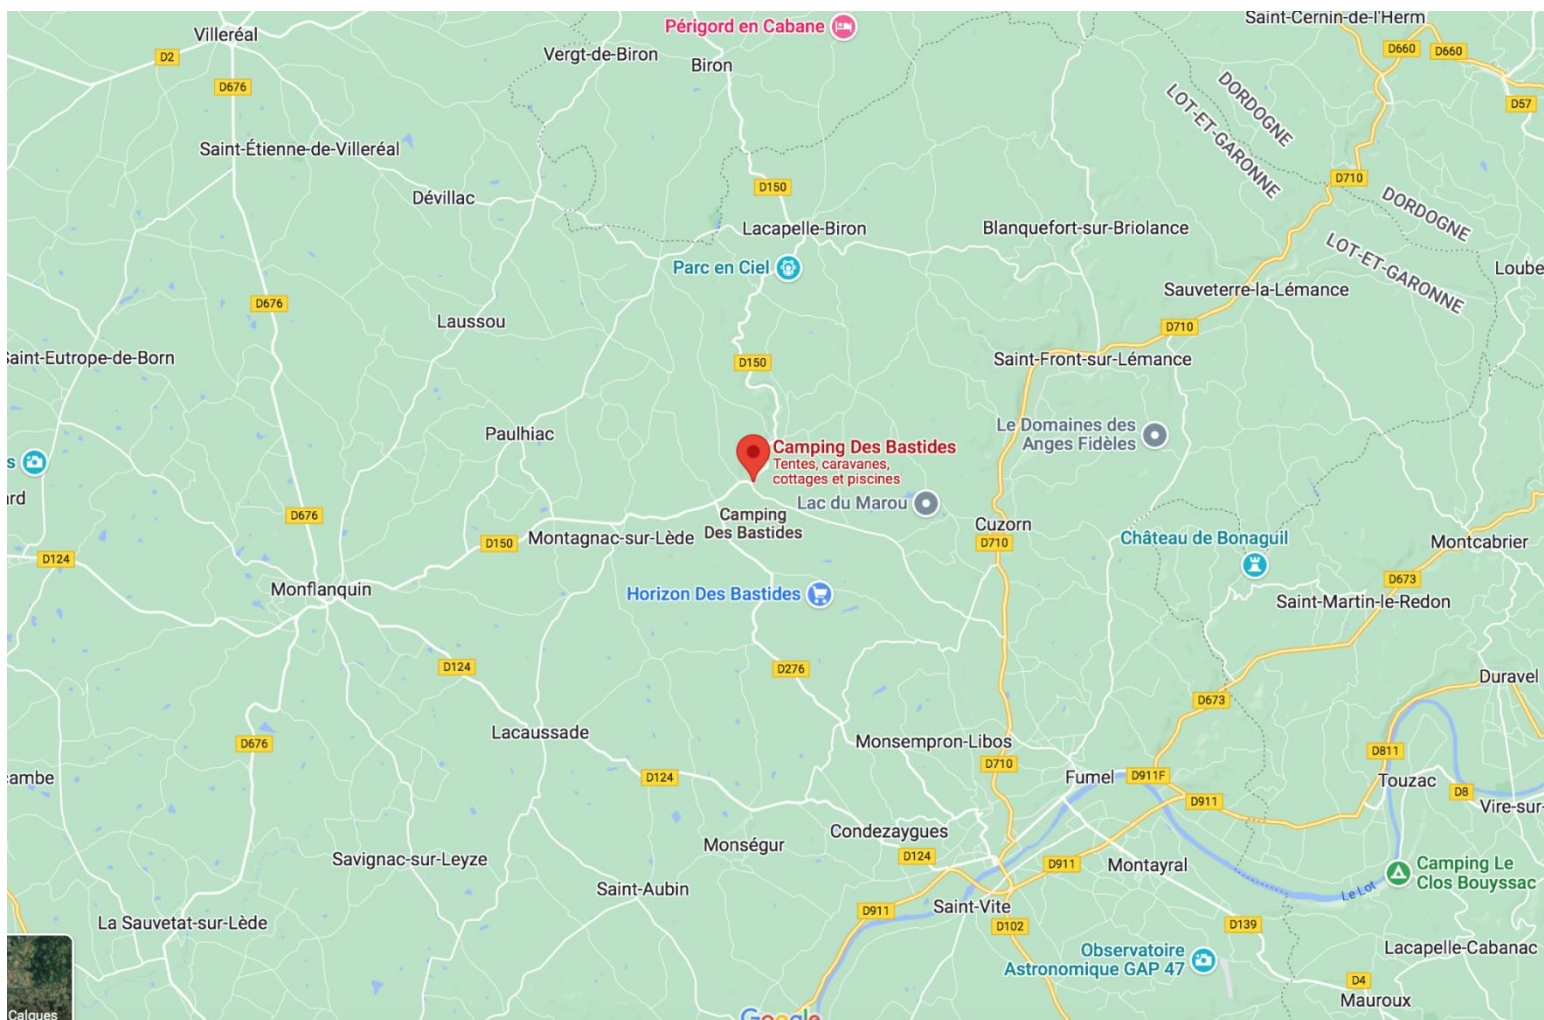 Périgord en Cabane
Saint-Cernin-de-l'Herm
Villeréal
Vergt-de-Biron
Biron
D2
D660
D660
D676
D57
DORDOGNE
LOT-ET-GARONNE
Saint-Étienne-de-Villeréal
D150
D710
Dévillac
DORDOGNE
Lacapelle-Biron
Blanquefort-sur-Briolance
LOT-ET-GARONNE
Parc en Ciel
Loube
Sauveterre-la-Lémance
D676
Laussou
D710
Saint-Eutrope-de-Born
D150
Saint-Front-sur-Lémance
Paulhiac
Le Domaines des
Anges Fidèles
Camping Des Bastides
Tentes, caravanes,
cottages et piscines
s
ard
Lac du Marou
D676
Camping
Des Bastides
Cuzorn
D150
Montagnac-sur-Lède
D710
Château de Bonaguil
Montcabrier
D124
D673
Monflanquin
Horizon Des Bastides
Saint-Martin-le-Redon
D124
D276
Duravel
D673
Lacaussade
D676
Monsempron-Libos
D811
D710
cambe
D124
Fumel
D911F
Touzac
D8
D911
Vire-sur-
Condezaygues
Monségur
D124
D911
Montayral
Savignac-sur-Leyze
Camping Le
Clos Bouyssac
Saint-Aubin
Le Lot
D911
Saint-Vite
La Sauvetat-sur-Lède
D102
D139
Observatoire
Astronomique GAP 47
Lacapelle-Cabanac
D4
Mauroux
Calques
Google